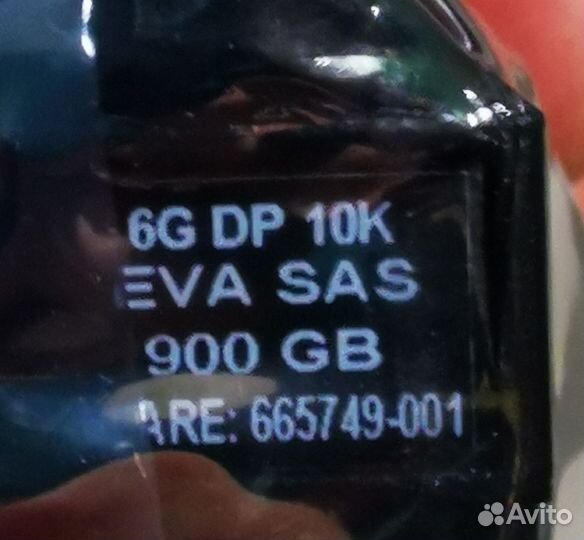 6G DP 10K
EVA SAS
900 GB
ARE: 665749-001
Avito